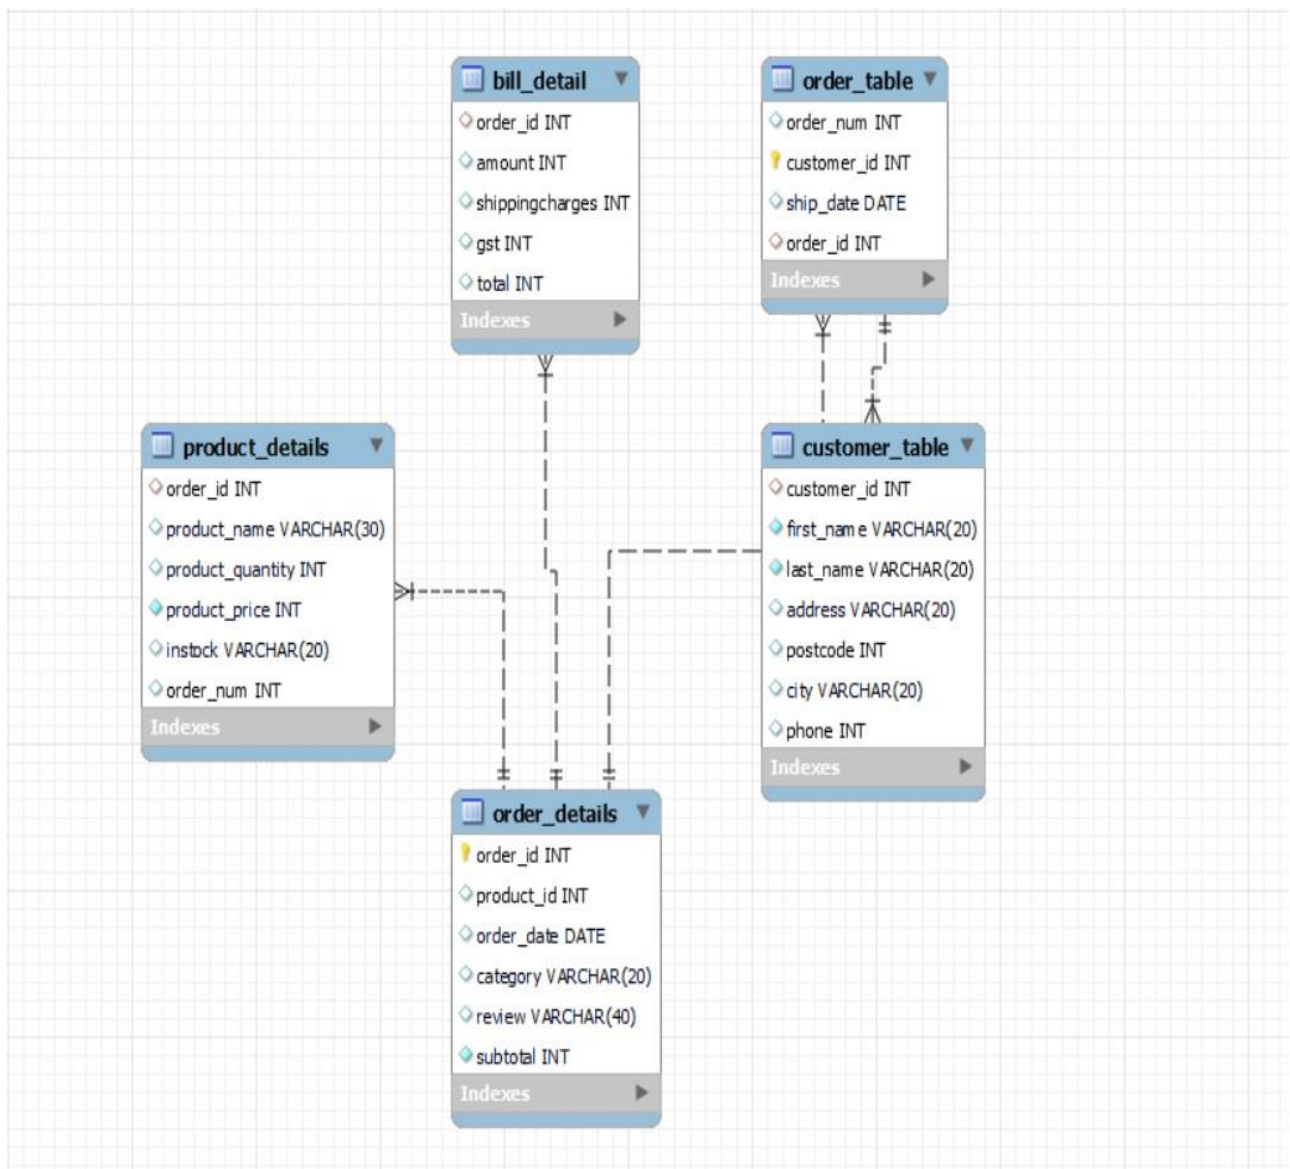 bill_detail
order_id INT
amount INT
shippingcharges INT
gst INT
total INT
Indexes
order_table
order_num INT
customer_id INT
ship_date DATE
order_id INT
Indexes
product_details
order_id INT
product_name VARCHAR(30)
product_quantity INT
product_price INT
instock VARCHAR(20)
order_num INT
Indexes
customer_table
customer_id INT
first_name VARCHAR(20)
last_name VARCHAR(20)
address VARCHAR(20)
postcode INT
city VARCHAR(20)
phone INT
Indexes
order_details
order_id INT
product_id INT
order_date DATE
category VARCHAR(20)
review VARCHAR(40)
subtotal INT
Indexes